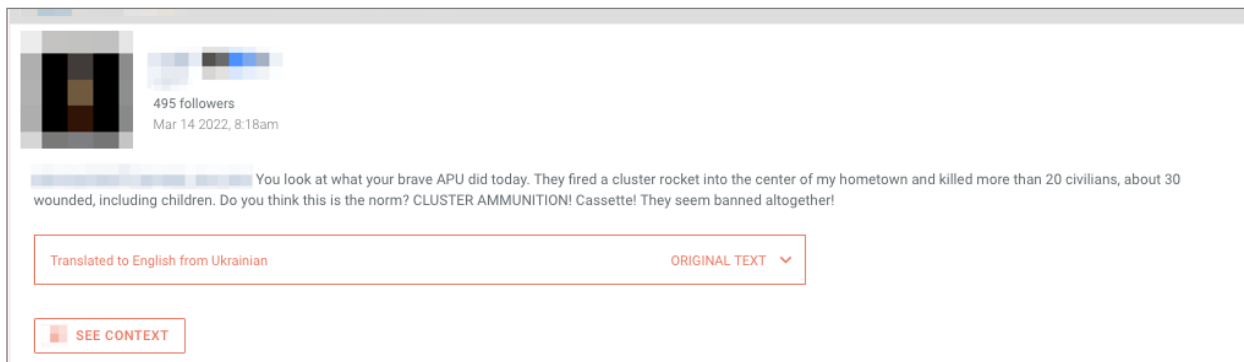 495 followers
Mar 14 2022, 8:18am
You look at what your brave APU did today. They fired a cluster rocket into the center of my hometown and killed more than 20 civilians, about 30
wounded, including children. Do you think this is the norm? CLUSTER AMMUNITION! Cassette! They seem banned altogether!
Translated to English from Ukrainian
ORIGINAL TEXT
SEE CONTEXT